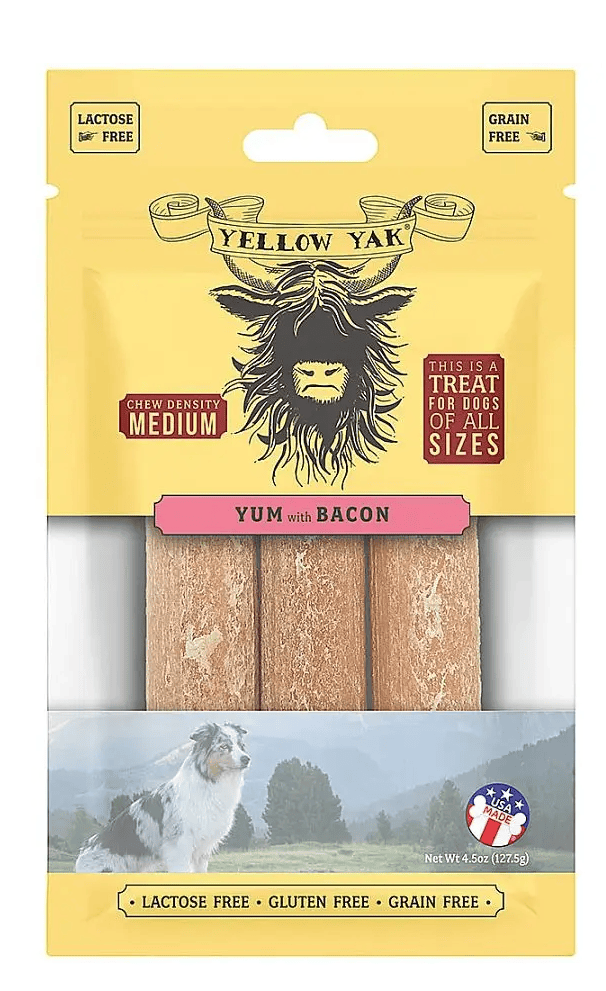 LACTOSE
FREE
GRAIN
FREE
YELLOW YAK®
CHEW DENSITY
MEDIUM
THIS IS A
TREAT
FOR DOGS
OF ALL
SIZES
YUM with BACON
USA
MADE
Net Wt 4.5oz (127.5g)
• LACTOSE FREE • GLUTEN FREE • GRAIN FREE •